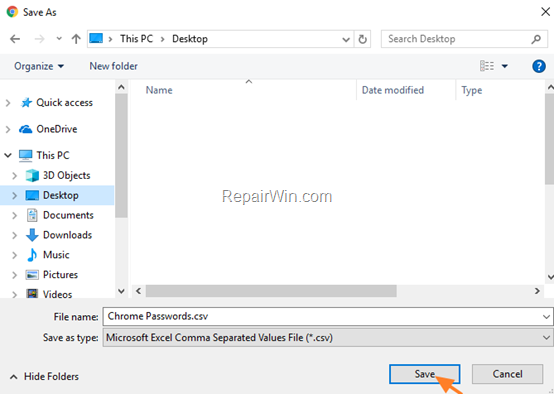 Save As
This PC > Desktop
Search Desktop
Organize
New folder
?
Name
Date modified
Type
Quick access
OneDrive
This PC
3D Objects
Desktop
Documents
Downloads
Music
Pictures
Videos
RepairWin.com
File name: Chrome Passwords.csv
Save as type: Microsoft Excel Comma Separated Values File (*.csv)
Hide Folders
Save
Cancel